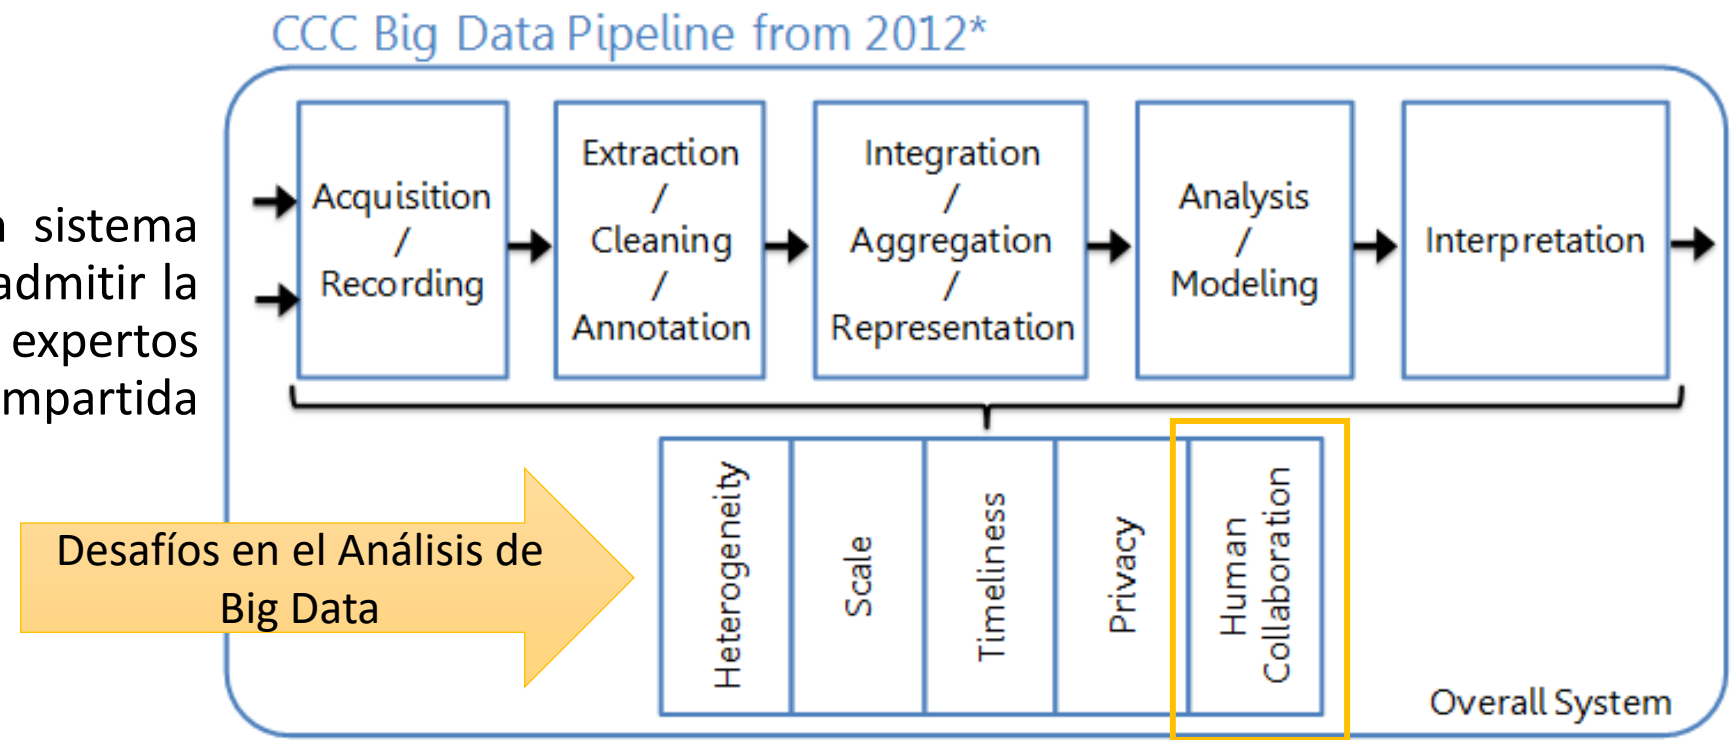 CCC Big Data Pipeline from 2012*
sistema
admitir la
expertos
Acquisition
/
Recording
Extraction
/
Cleaning
/
Annotation
Integration
/
Aggregation
/
Representation
Analysis
/
Modeling
Interpretation
Desafíos en el Análisis de
Big Data
Heterogeneity
Scale
Timeliness
Privacy
Human
Collaboration
Overall System